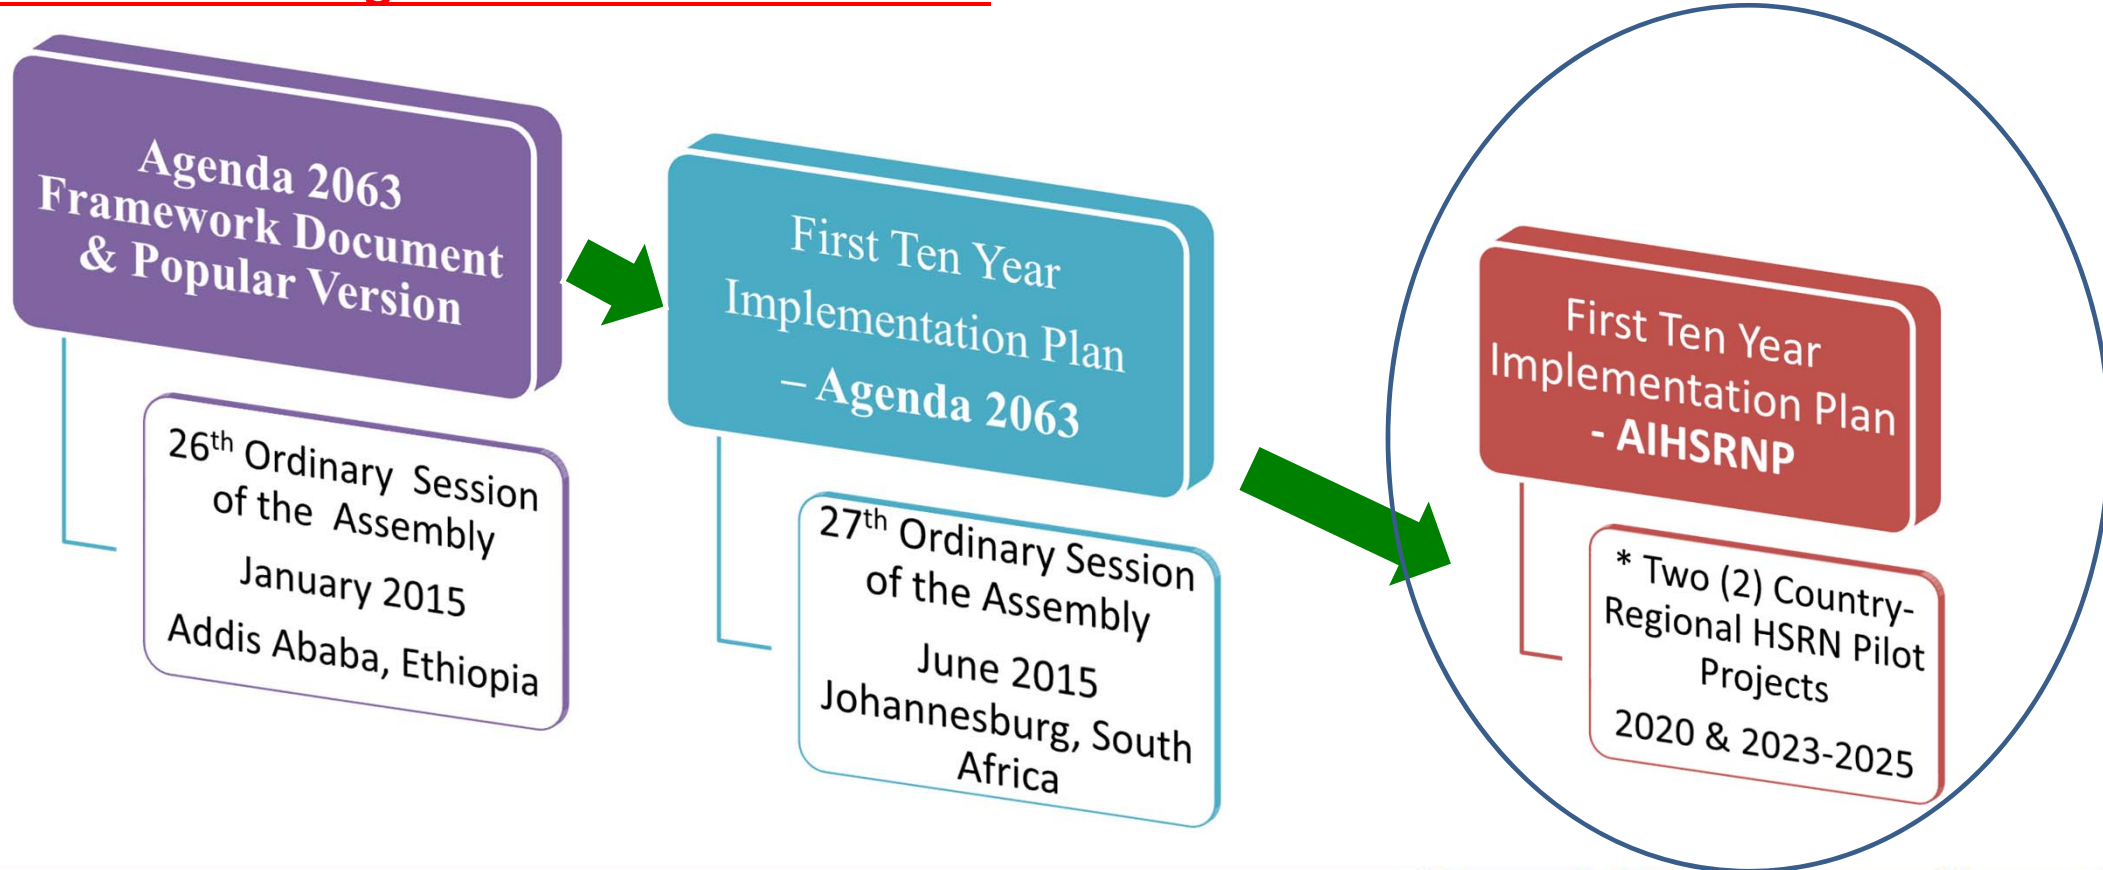 Agenda 2063
Framework Document
& Popular Version
26th Ordinary Session
of the Assembly
January 2015
Addis Ababa, Ethiopia
First Ten Year
Implementation Plan
– Agenda 2063
27th Ordinary Session
of the Assembly
June 2015
Johannesburg, South
Africa
First Ten Year
Implementation Plan
- AIHSRNP
* Two (2) Country-
Regional HSRN Pilot
Projects
2020 & 2023-2025